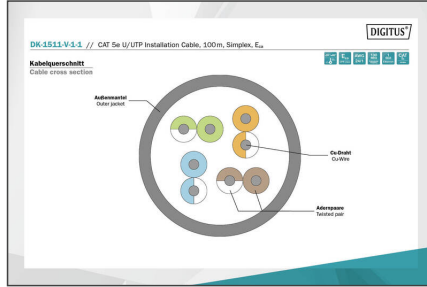 DIGITUS®
DK-1511-V-1-1 // CAT 5e U/UTP Installation Cable, 100m, Simplex, Eca
Kabelquerschnitt
Cable cross section
Außenmantel
Outer jacket
Cu-Draht
Cu-Wire
Adernpaare
Twisted pair